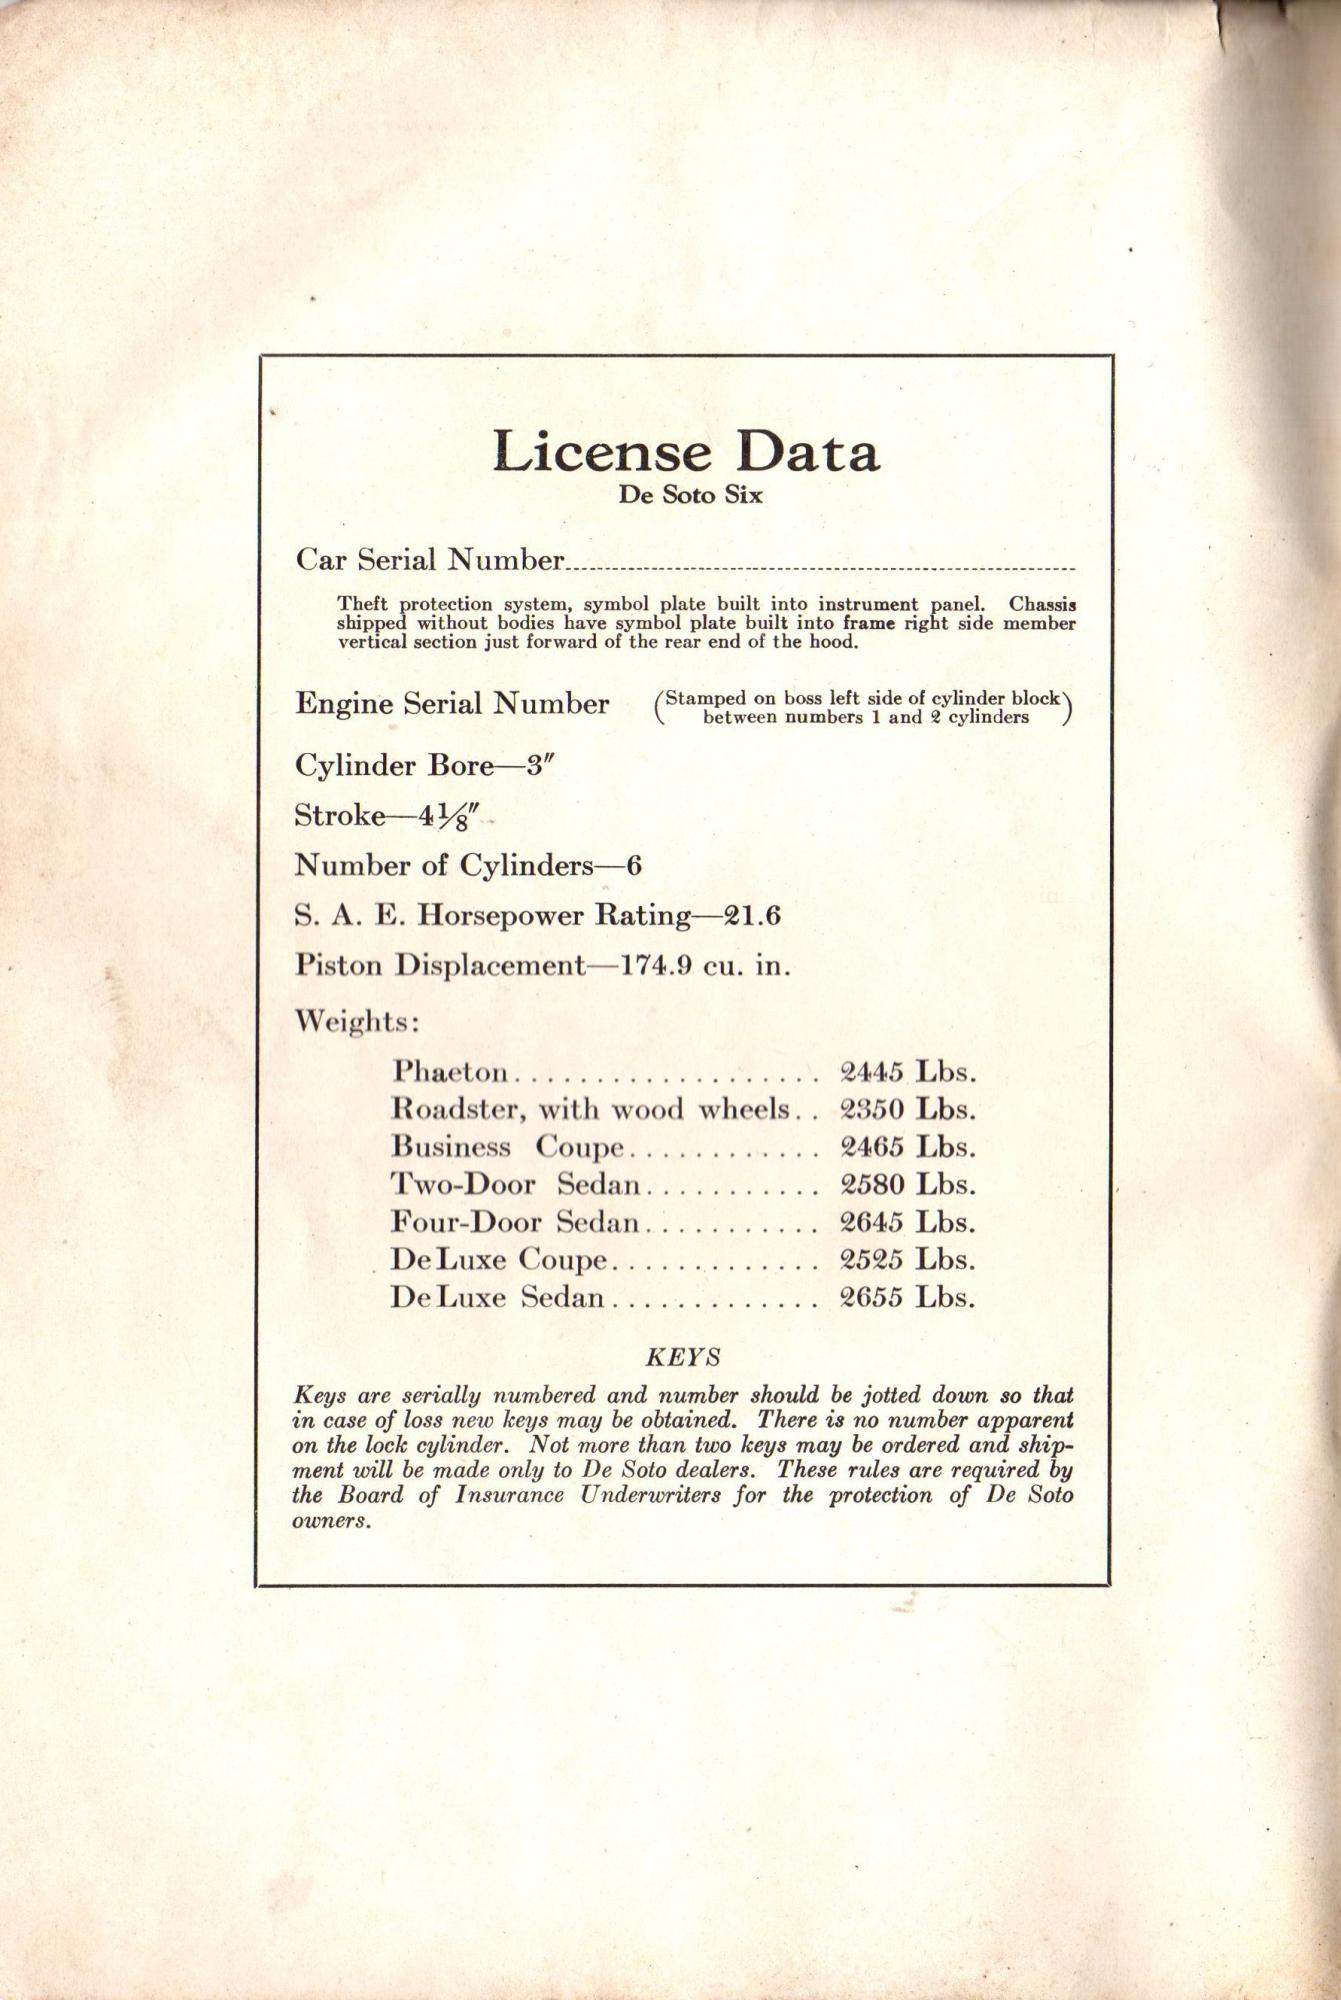 License Data
De Soto Six
Car Serial Number........................................
Theft protection system, symbol plate built into instrument panel. Chassis
shipped without bodies have symbol plate built into frame right side member
vertical section just forward of the rear end of the hood.
Engine Serial Number (Stamped on boss left side of cylinder block
between numbers 1 and 2 cylinders)
Cylinder Bore—3″
Stroke—4⅛″
Number of Cylinders—6
S. A. E. Horsepower Rating—21.6
Piston Displacement—174.9 cu. in.
Weights:
Phaeton................... 2445 Lbs.
Roadster, with wood wheels.. 2350 Lbs.
Business Coupe............ 2465 Lbs.
Two-Door Sedan........... 2580 Lbs.
Four-Door Sedan........... 2645 Lbs.
DeLuxe Coupe............. 2525 Lbs.
DeLuxe Sedan............. 2655 Lbs.
KEYS
Keys are serially numbered and number should be jotted down so that
in case of loss new keys may be obtained. There is no number apparent
on the lock cylinder. Not more than two keys may be ordered and ship-
ment will be made only to De Soto dealers. These rules are required by
the Board of Insurance Underwriters for the protection of De Soto
owners.